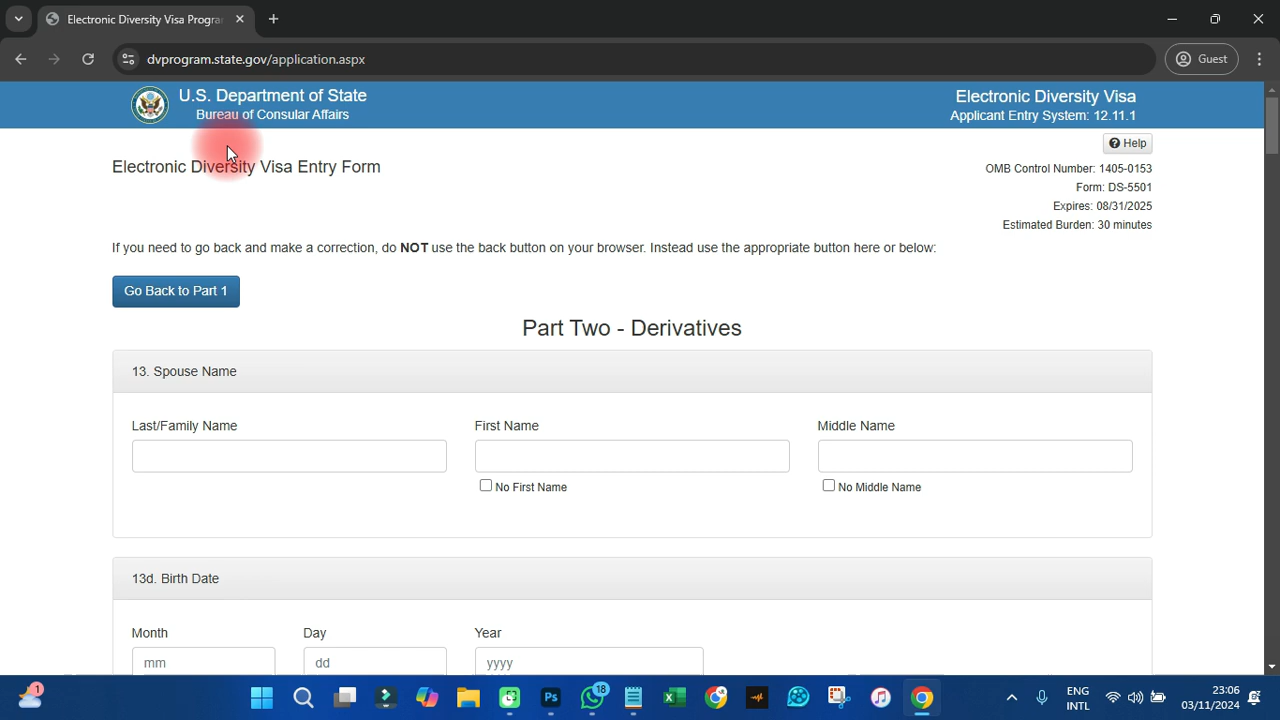 Electronic Diversity Visa Progra
dvprogram.state.gov/application.aspx
Guest
U.S. Department of State
Bureau of Consular Affairs
Electronic Diversity Visa
Applicant Entry System: 12.11.1
Help
Electronic Diversity Visa Entry Form
OMB Control Number: 1405-0153
Form: DS-5501
Expires: 08/31/2025
Estimated Burden: 30 minutes
If you need to go back and make a correction, do NOT use the back button on your browser. Instead use the appropriate button here or below:
Go Back to Part 1
Part Two - Derivatives
13. Spouse Name
Last/Family Name First Name Middle Name
No First Name No Middle Name
13d. Birth Date
Month Day Year
mm dd yyyy
1
Ps
18
ENG
INTL
23:06
03/11/2024